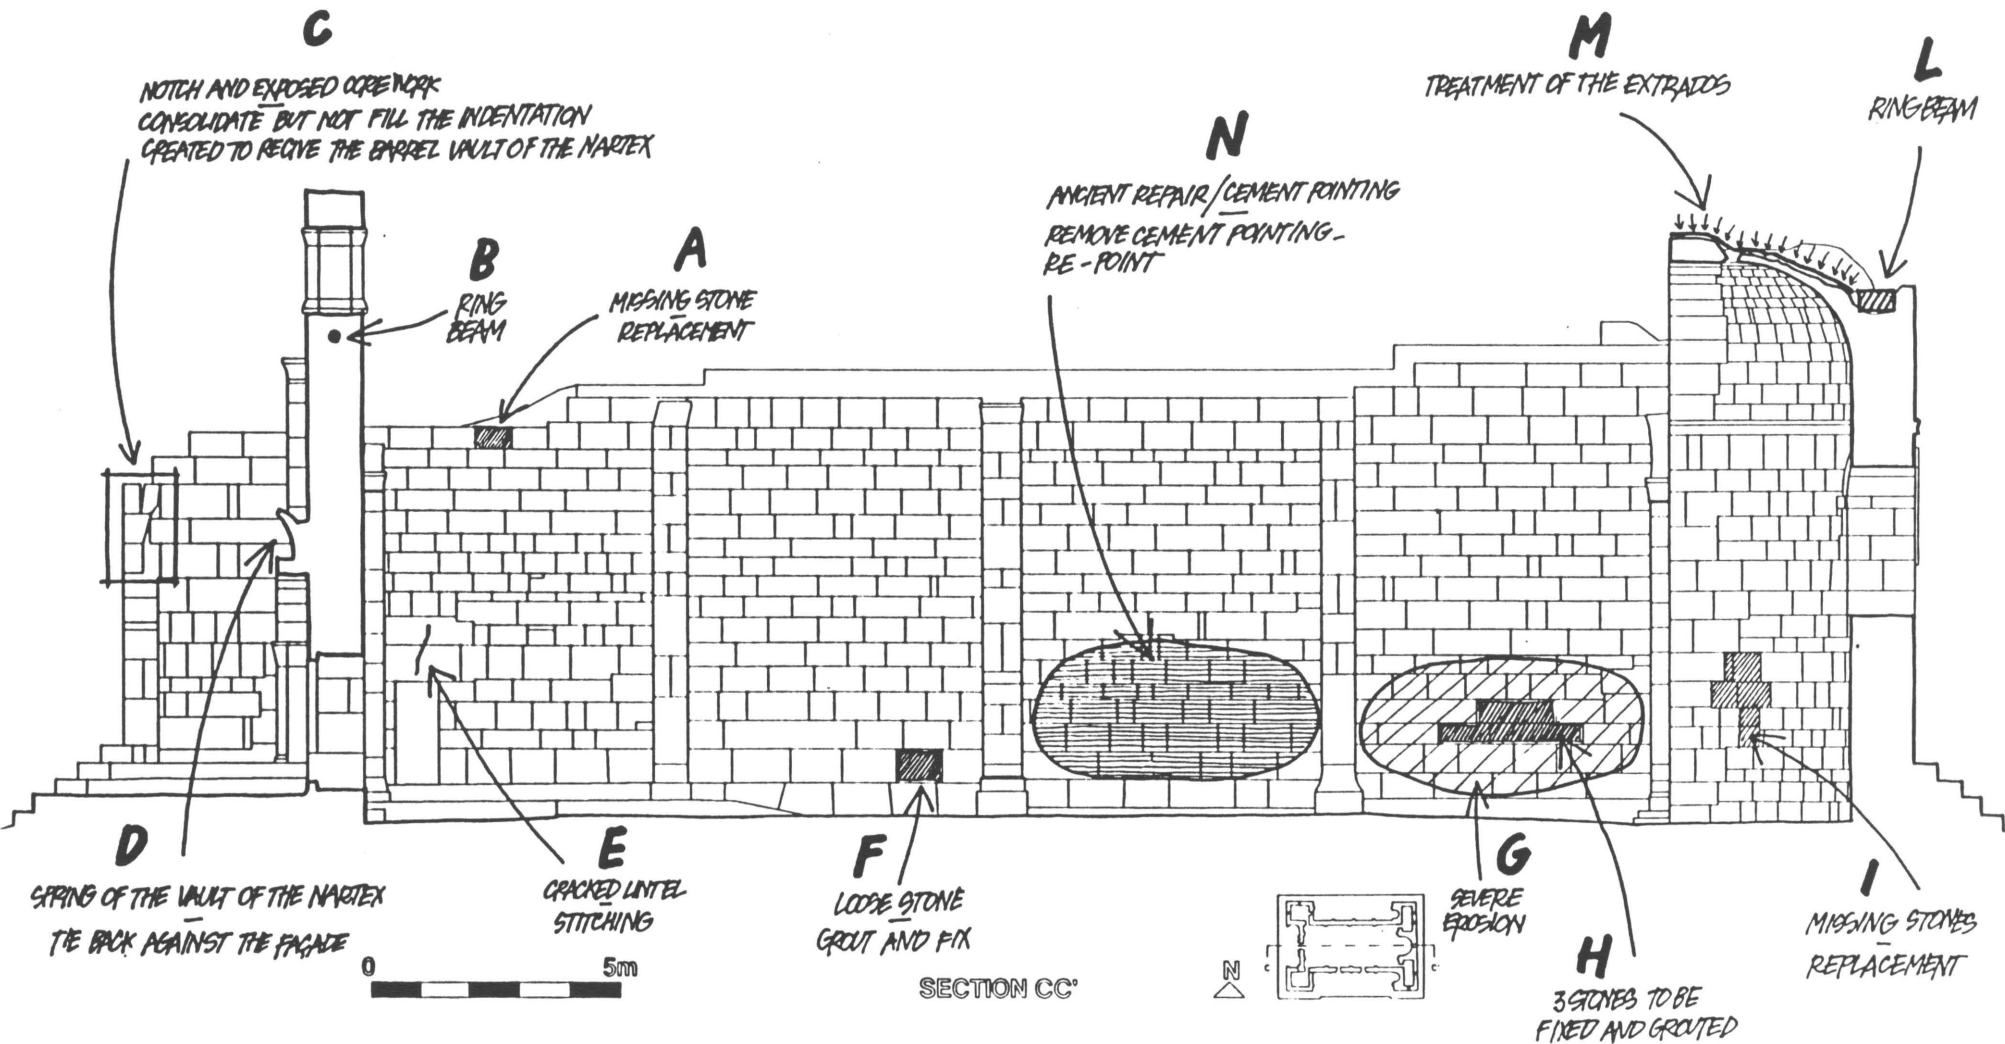 C
NOTCH AND EXPOSED COREWORK
CONSOLIDATE BUT NOT FILL THE INDENTATION
CREATED TO RECIVE THE BARREL VAULT OF THE NARTEX
M
TREATMENT OF THE EXTRADOS
L
RING BEAM
N
ANCIENT REPAIR/CEMENT POINTING
REMOVE CEMENT POINTING-
RE-POINT
B
RING
BEAM
A
MISSING STONE
REPLACEMENT
D
SPRING OF THE VAULT OF THE NARTEX
TIE BACK AGAINST THE FAÇADE
E
CRACKED LINTEL
STITCHING
F
LOOSE STONE
GROUT AND FIX
G
SEVERE
EROSION
H
3 STONES TO BE
FIXED AND GROUTED
I
MISSING STONES
REPLACEMENT
0 5m
SECTION CC'
N